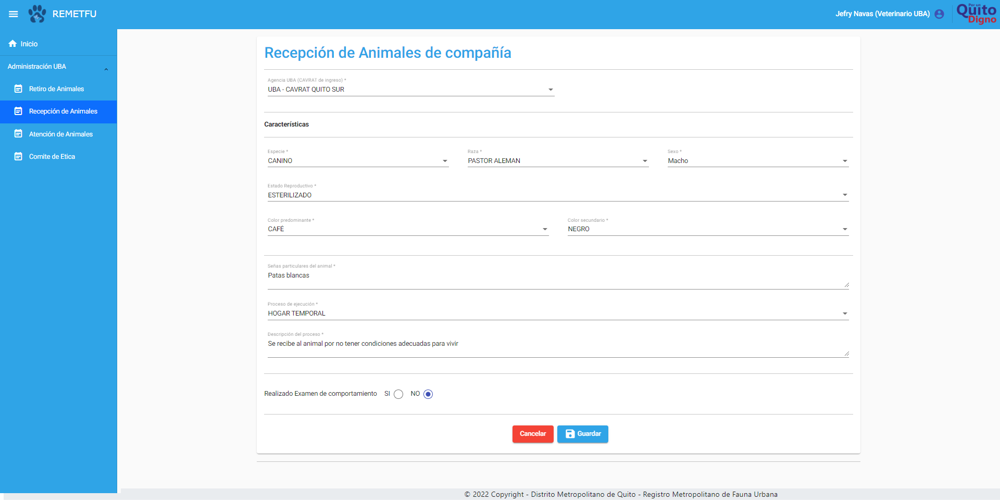 REMETFU
Jefry Navas (Veterinario UBA)
Por un
Quito
Digno
Inicio
Administración UBA
Retiro de Animales
Recepción de Animales
Atención de Animales
Comite de Etica
Recepción de Animales de compañía
Agencia UBA (CAVRAT de ingreso) *
UBA - CAVRAT QUITO SUR
Características
Especie * Raza * Sexo *
CANINO PASTOR ALEMAN Macho
Estado Reproductivo *
ESTERILIZADO
Color predominante * Color secundario *
CAFÉ NEGRO
Señas particulares del animal *
Patas blancas
Proceso de ejecución *
HOGAR TEMPORAL
Descripción del proceso *
Se recibe al animal por no tener condiciones adecuadas para vivir
Realizado Examen de comportamiento SI NO
Cancelar Guardar
© 2022 Copyright - Distrito Metropolitano de Quito - Registro Metropolitano de Fauna Urbana